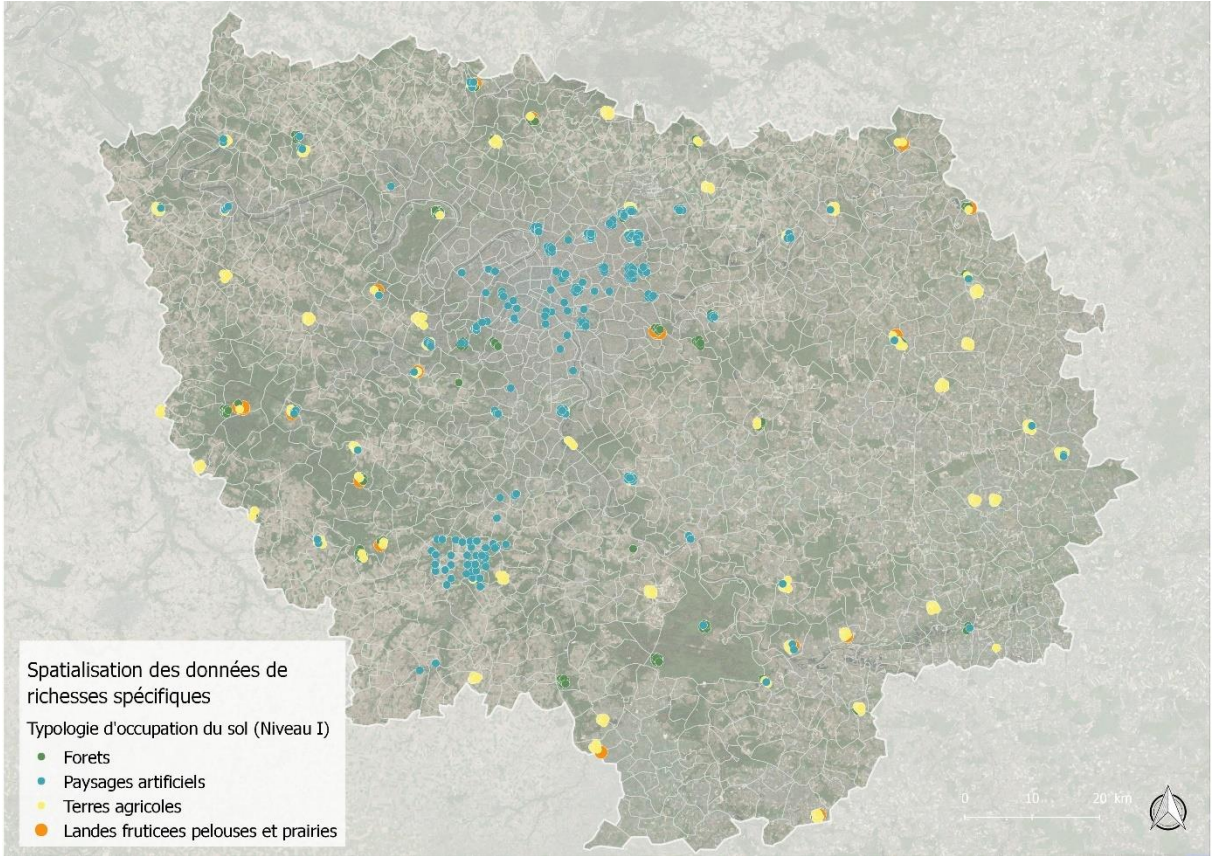 Spatialisation des données de
richesses spécifiques
Typologie d'occupation du sol (Niveau I)
Forets
Paysages artificiels
Terres agricoles
Landes fruticees pelouses et prairies
0 10 20 km